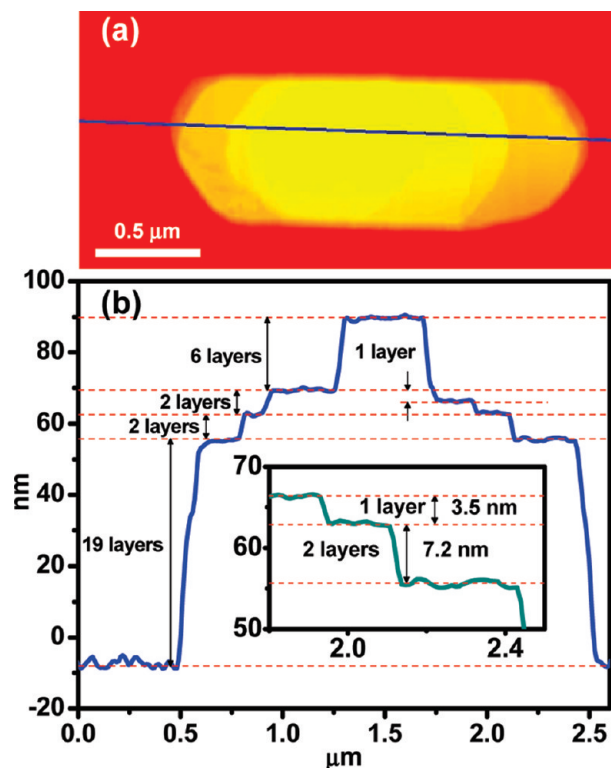 (a)
0.5 μm
(b)
100
80
60
40
20
0
-20
nm
6 layers
1 layer
2 layers
2 layers
19 layers
70
65
60
55
50
1 layer
3.5 nm
2 layers
7.2 nm
2.0
2.4
0.0
0.5
1.0
1.5
2.0
2.5
μm